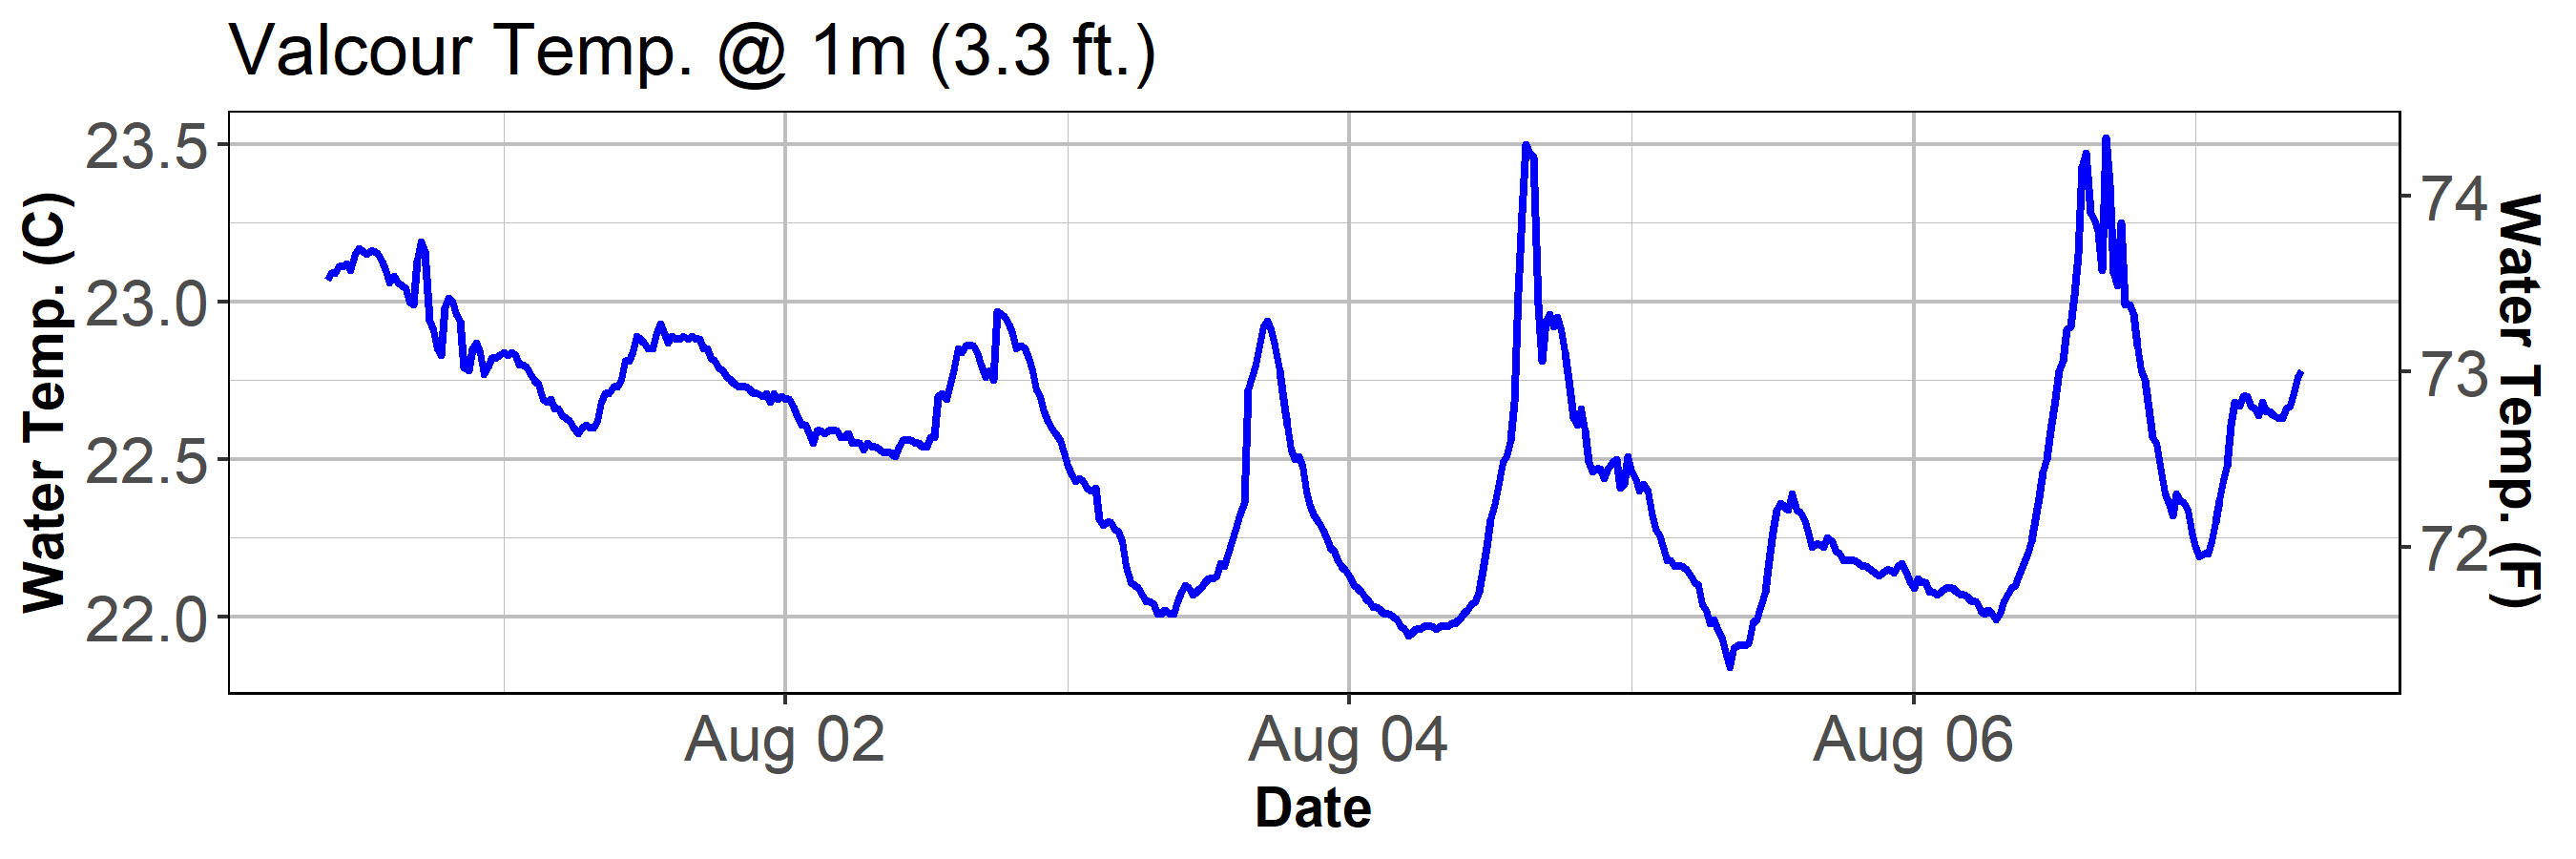 Valcour Temp. @ 1m (3.3 ft.)
Water Temp. (C)
23.5
23.0
22.5
22.0
74
73
72
Water Temp. (F)
Aug 02
Aug 04
Aug 06
Date